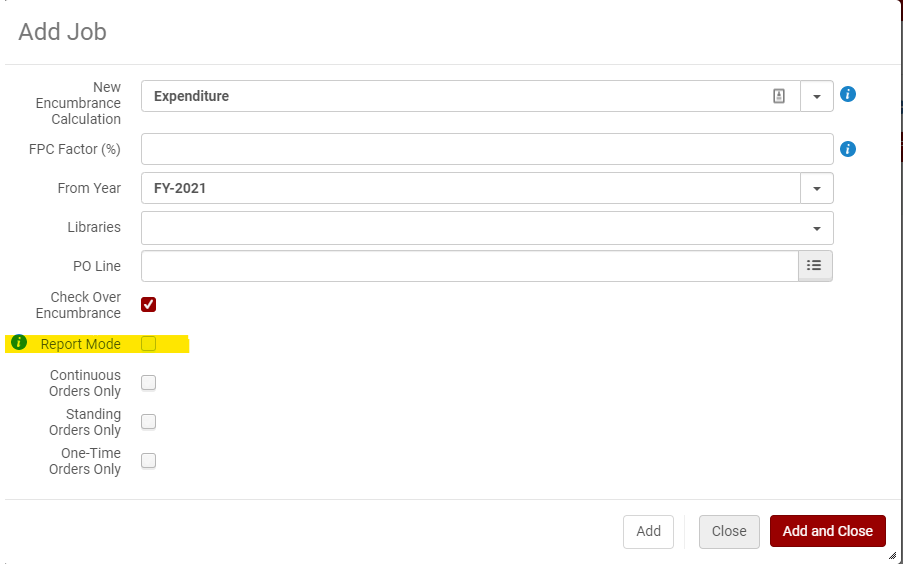 Add Job
New
Encumbrance
Calculation
Expenditure
FPC Factor (%)
From Year
FY-2021
Libraries
PO Line
Check Over
Encumbrance
Report Mode
Continuous
Orders Only
Standing
Orders Only
One-Time
Orders Only
Add
Close
Add and Close